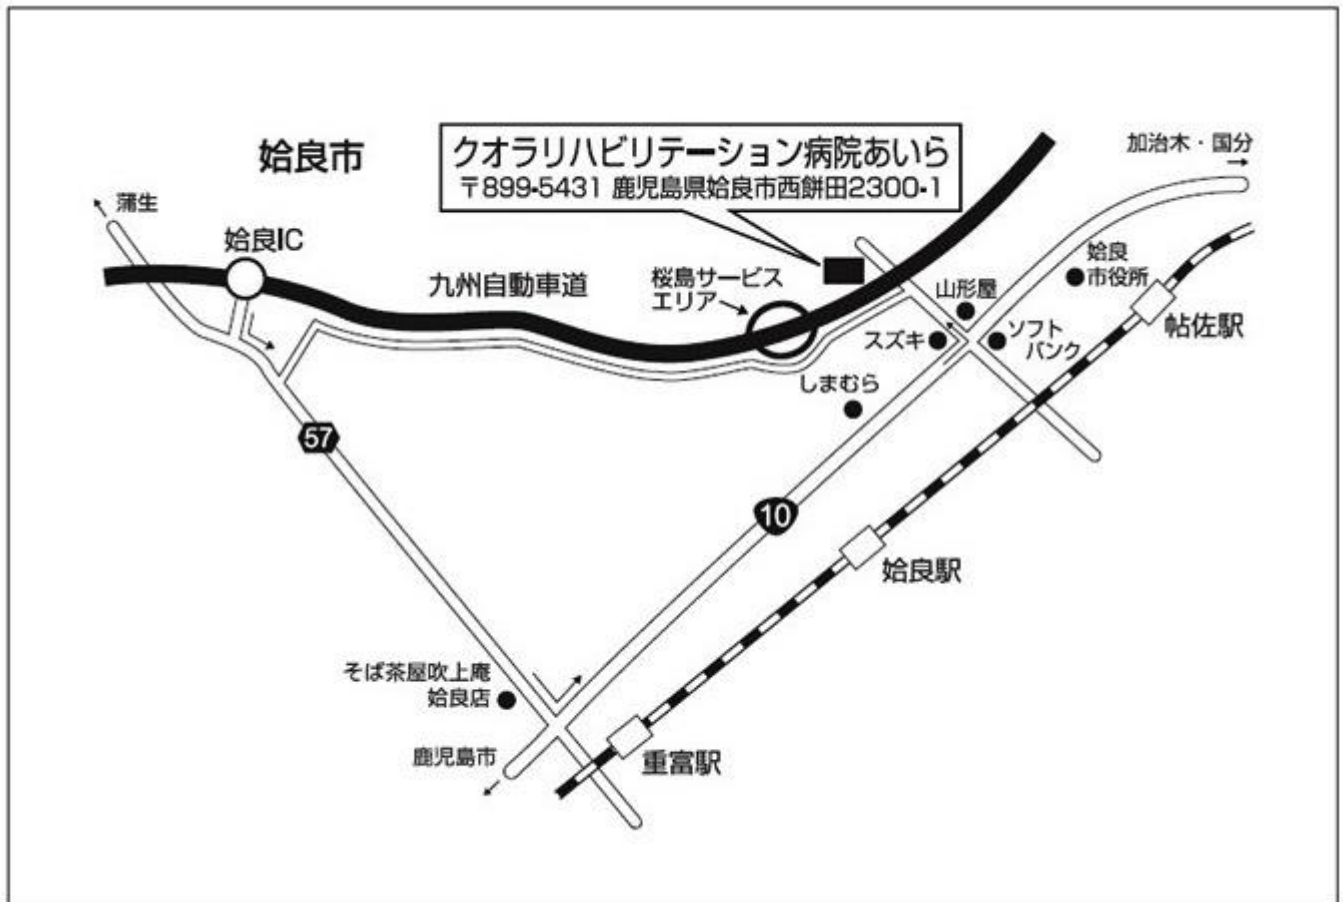 姶良市
クオラリハビリテーション病院あいら
〒899-5431 鹿児島県姶良市西餅田2300-1
加治木・国分
蒲生
姶良IC
九州自動車道
桜島サービス
エリア
姶良
市役所
山形屋
スズキ
ソフト
バンク
帖佐駅
しまむら
57
10
姶良駅
そば茶屋吹上庵
姶良店
鹿児島市
重富駅